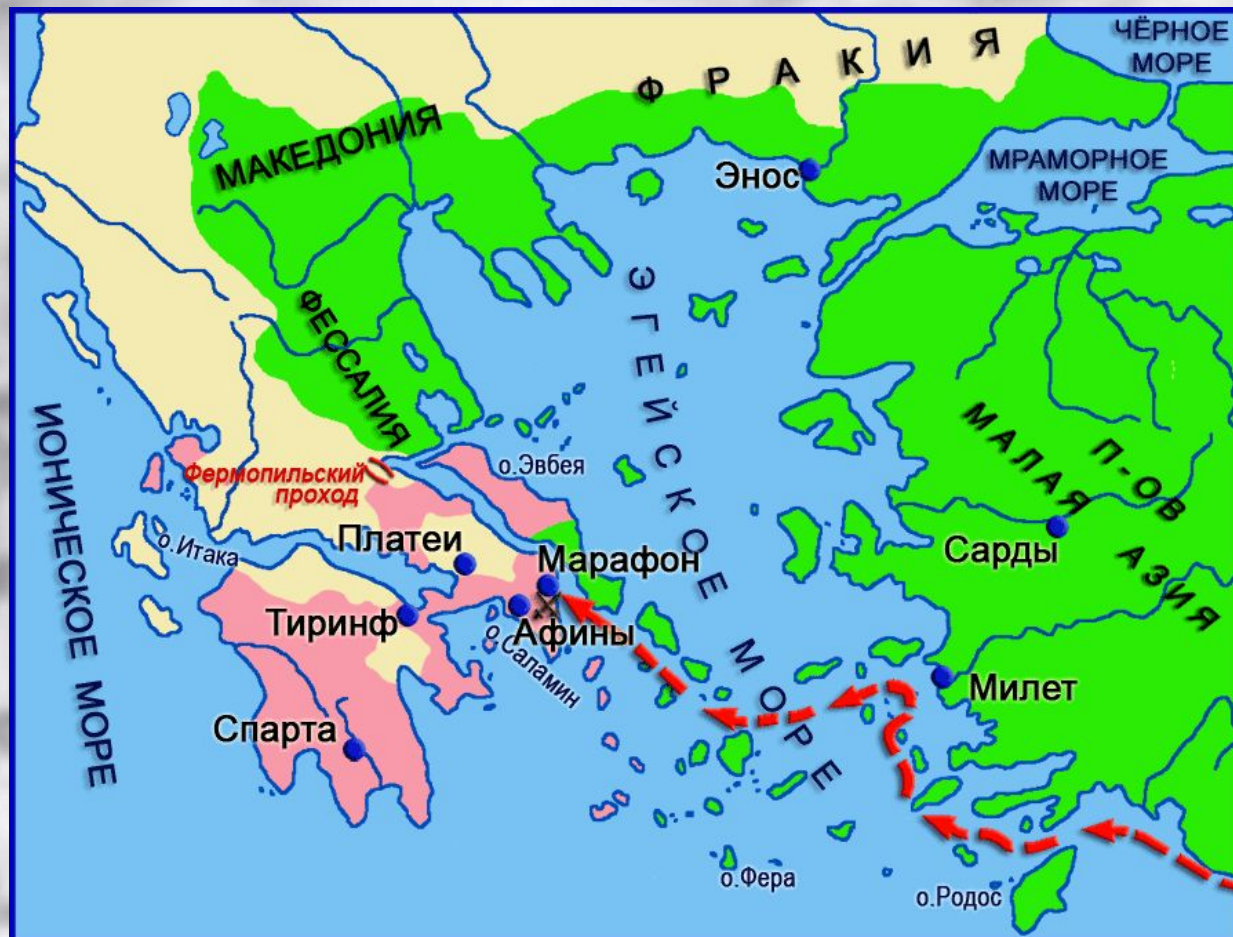 ЧЁРНОЕ
МОРЕ
ФРАКИЯ
МАКЕДОНИЯ
МРАМОРНОЕ
МОРЕ
Энос
ЭГЕЙСКОЕ МОРЕ
ФЕССАЛИЯ
ИОНИЧЕСКОЕ МОРЕ
П-ОВ
МАЛАЯ АЗИЯ
о.Эвбея
Фермопильский
проход
Платеи
Марафон
Сарды
о.Итака
Тиринф
Афины
о.Саламин
Милет
Спарта
о.Фера
о.Родос